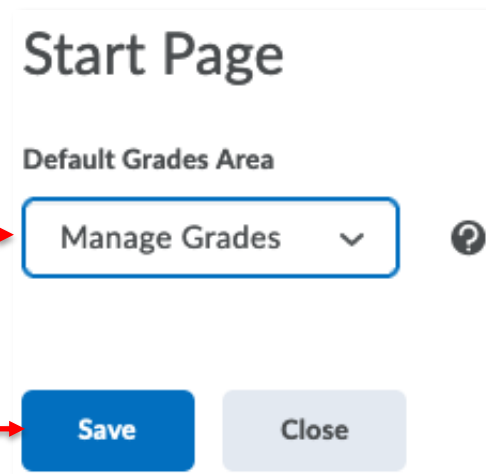 Start Page
Default Grades Area
Manage Grades
Save Close